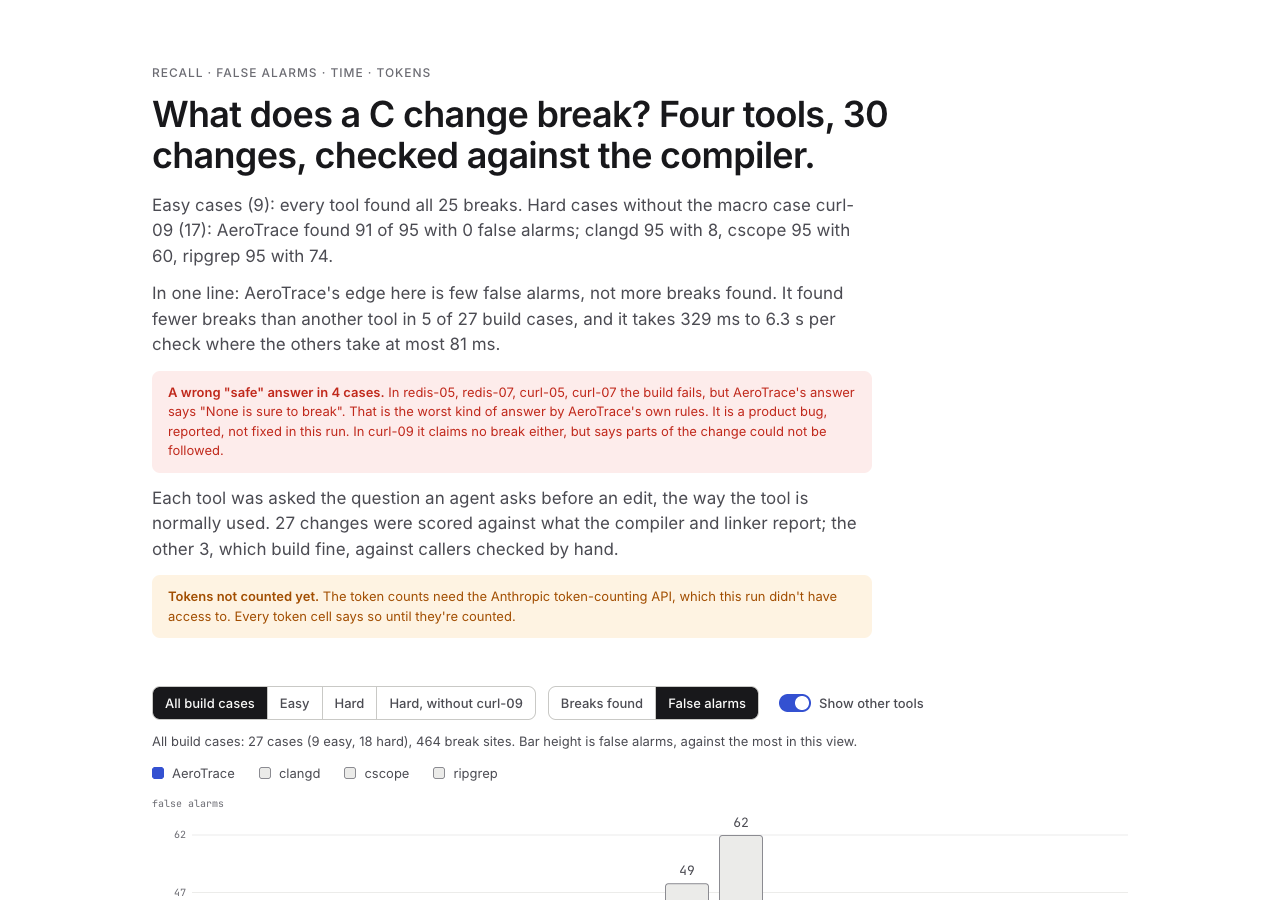 RECALL · FALSE ALARMS · TIME · TOKENS
What does a C change break? Four tools, 30
changes, checked against the compiler.
Easy cases (9): every tool found all 25 breaks. Hard cases without the macro case curl-
09 (17): AeroTrace found 91 of 95 with 0 false alarms; clangd 95 with 8, cscope 95 with
60, ripgrep 95 with 74.
In one line: AeroTrace's edge here is few false alarms, not more breaks found. It found
fewer breaks than another tool in 5 of 27 build cases, and it takes 329 ms to 6.3 s per
check where the others take at most 81 ms.
A wrong "safe" answer in 4 cases. In redis-05, redis-07, curl-05, curl-07 the build fails, but AeroTrace's answer
says "None is sure to break". That is the worst kind of answer by AeroTrace's own rules. It is a product bug,
reported, not fixed in this run. In curl-09 it claims no break either, but says parts of the change could not be
followed.
Each tool was asked the question an agent asks before an edit, the way the tool is
normally used. 27 changes were scored against what the compiler and linker report; the
other 3, which build fine, against callers checked by hand.
Tokens not counted yet. The token counts need the Anthropic token-counting API, which this run didn't have
access to. Every token cell says so until they're counted.
All build cases Easy Hard Hard, without curl-09 Breaks found False alarms Show other tools
All build cases: 27 cases (9 easy, 18 hard), 464 break sites. Bar height is false alarms, against the most in this view.
AeroTrace clangd cscope ripgrep
false alarms
62
62
49
47